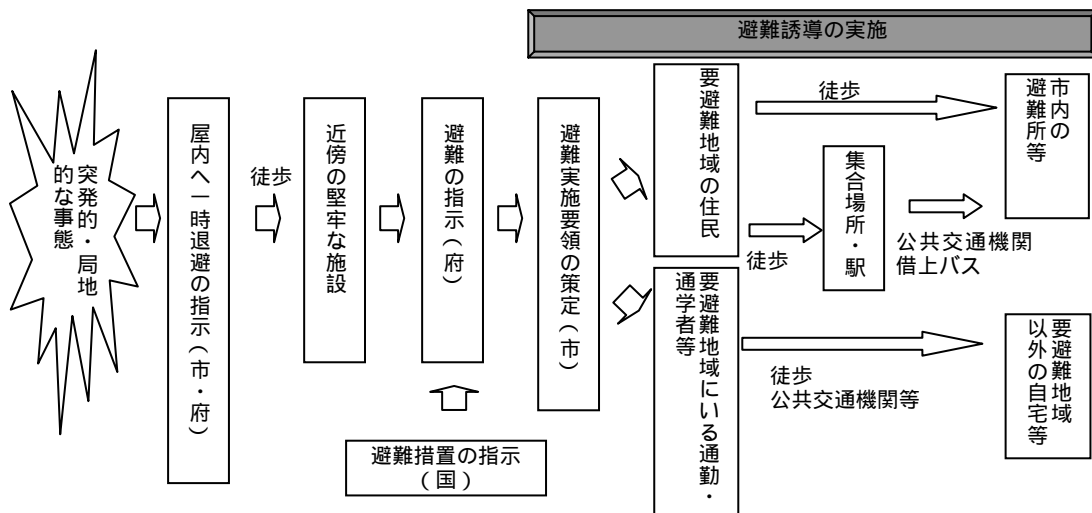 避難誘導の実施
突発的・局地
的な事態
屋内へ一時退避の指示(市・府)
徒歩
近傍の堅牢な施設
避難の指示(府)
避難措置の指示
(国)
避難実施要領の策定(市)
要避難地域の住民
徒歩
市内の
避難所等
徒歩
集合場所・駅
公共交通機関
借上バス
要避難地域にいる通勤・
通学者等
徒歩
公共交通機関等
要避難地域
以外の自宅等